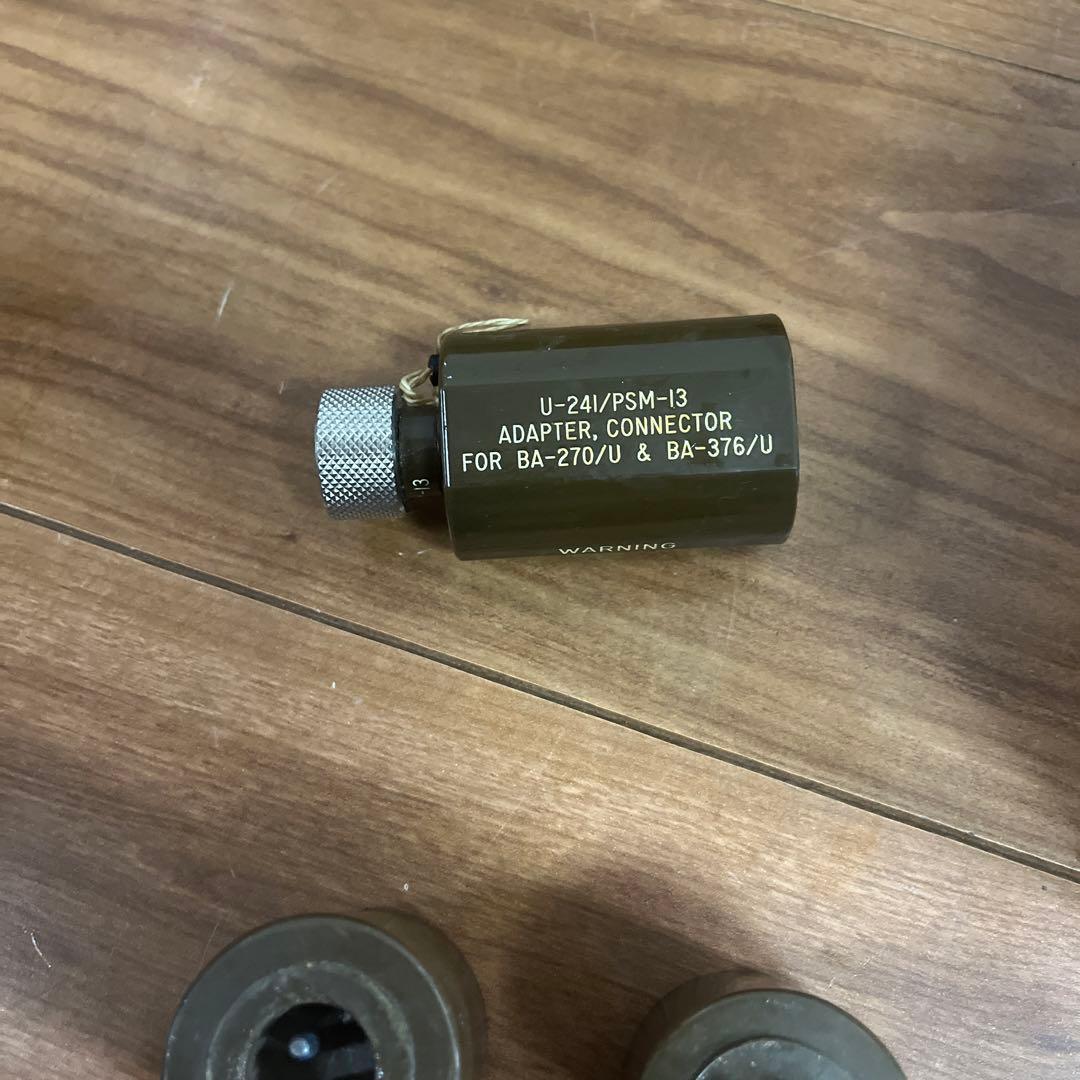 U-241/PSM-13
ADAPTER, CONNECTOR
FOR BA-270/U & BA-376/U
WARNING
-13